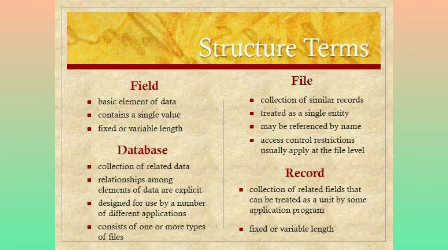 Structure Terms
Field
basic element of data
contains a single value
fixed or variable length
Database
collection of related data
relationships among
elements of data are explicit
designed for use by a number
of different applications
consists of one or more types
of files
File
collection of similar records
treated as a single entity
may be referenced by name
access control restrictions
usually apply at the file level
Record
collection of related fields that
can be treated as a unit by some
application program
fixed or variable length